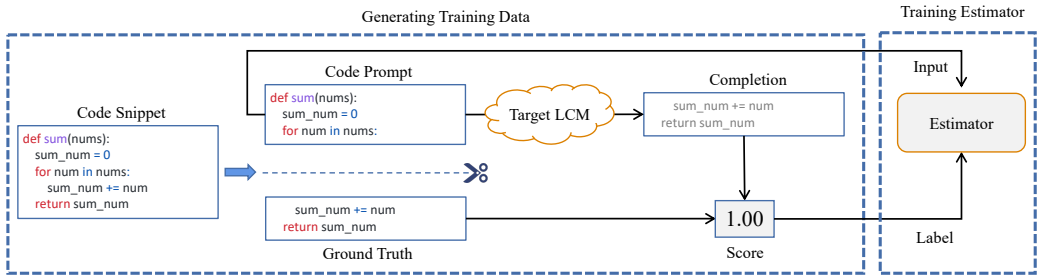 Generating Training Data
Training Estimator
Code Snippet
def sum(nums):
sum_num = 0
for num in nums:
sum_num += num
return sum_num
Code Prompt
def sum(nums):
sum_num = 0
for num in nums:
Target LCM
Completion
sum_num += num
return sum_num
sum_num += num
return sum_num
Ground Truth
1.00
Score
Input
Estimator
Label